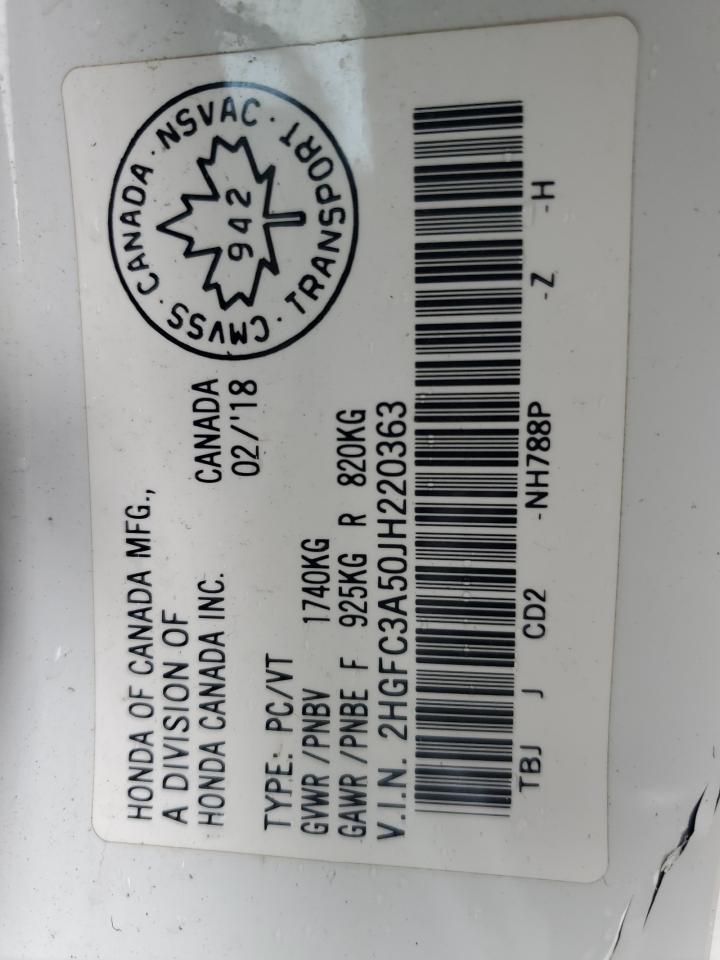 HONDA OF CANADA MFG.,
A DIVISION OF
HONDA CANADA INC.
CANADA
02/'18
CMVSS · CANADA · NSVAC · TRANSPORT ·
942
TYPE: PC/VT
GVWR /PNBV 1740KG
GAWR /PNBE F 925KG R 820KG
V.I.N. 2HGFC3A50JH220363
TBJ J CD2 -NH788P -Z -H